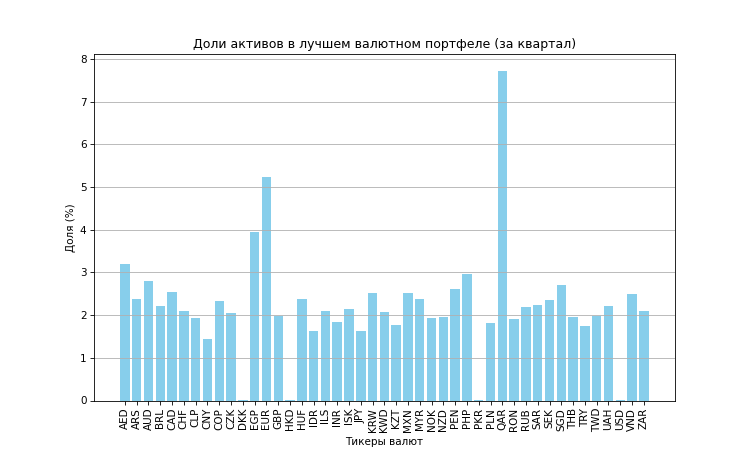 Доли активов в лучшем валютном портфеле (за квартал)
8
7
6
5
4
3
2
1
0
Доля (%)
AED ARS AUD BRL CAD CHF CLP CNY COP CZK DKK EGP EUR GBP HKD HUF IDR ILS INR ISK JPY KRW KWD KZT MXN MYR NOK NZD PEN PHP PKR PLN QAR RON RUB SAR SEK SGD THB TRY TWD UAH USD VND ZAR
Тикеры валют